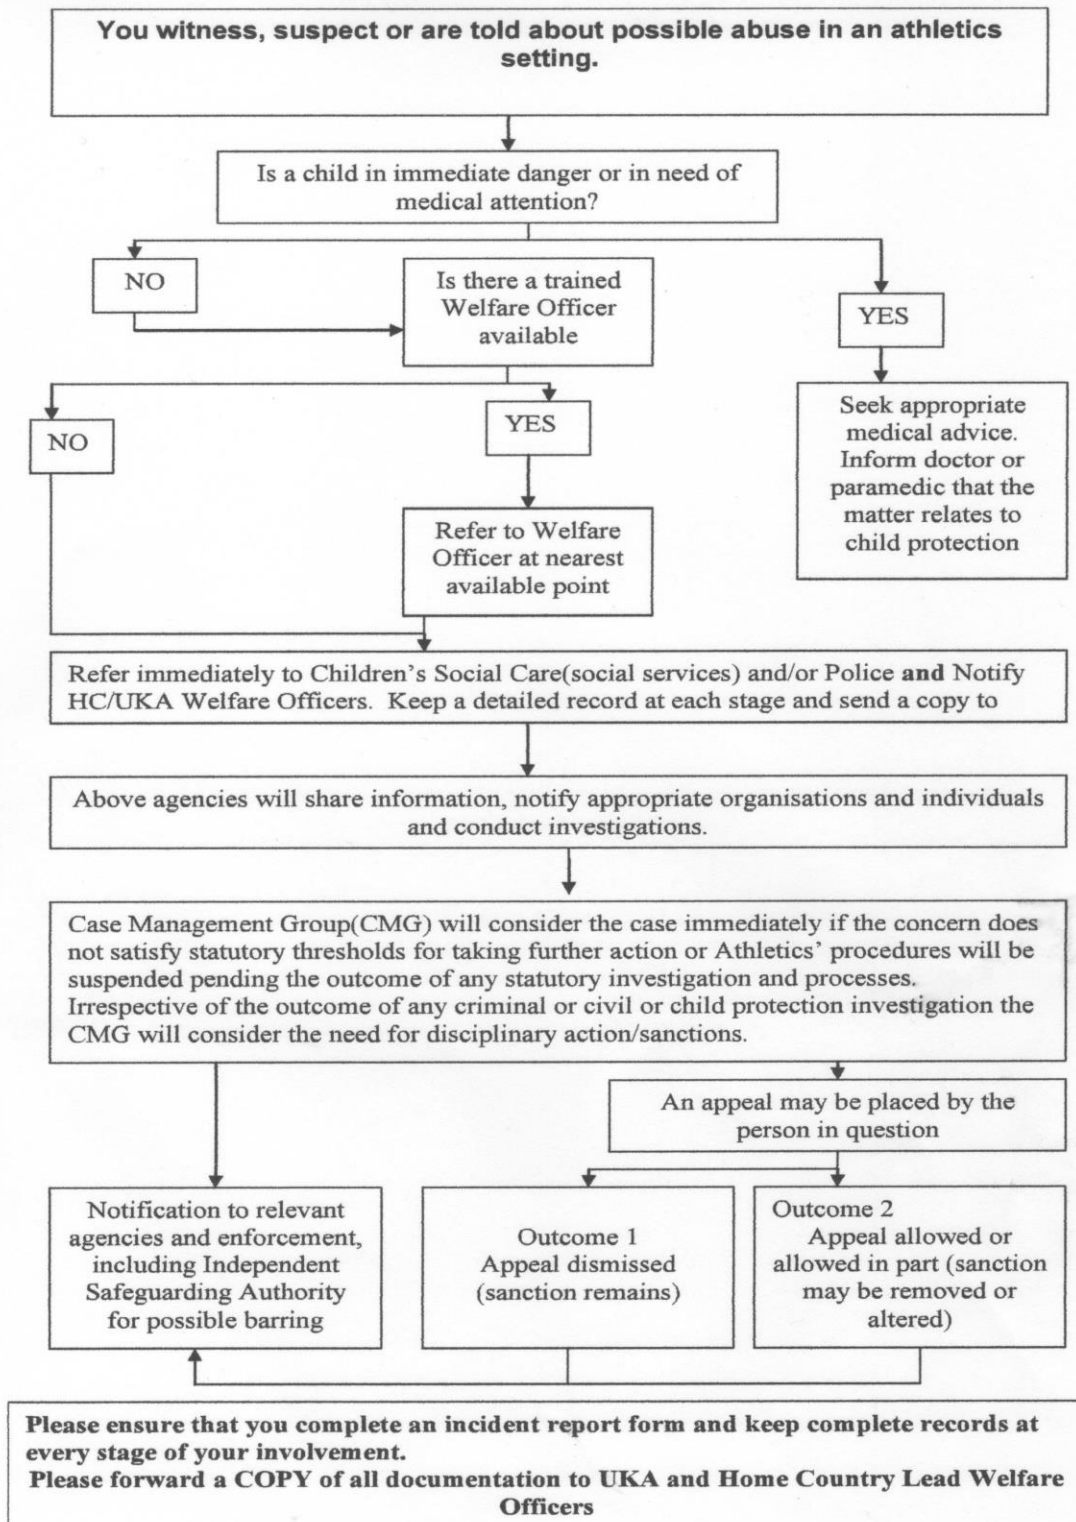 You witness, suspect or are told about possible abuse in an athletics
setting.
Is a child in immediate danger or in need of
medical attention?
NO
Is there a trained
Welfare Officer
available
YES
NO
YES
Seek appropriate
medical advice.
Inform doctor or
paramedic that the
matter relates to
child protection
Refer to Welfare
Officer at nearest
available point
Refer immediately to Children's Social Care(social services) and/or Police and Notify
HC/UKA Welfare Officers.  Keep a detailed record at each stage and send a copy to
Above agencies will share information, notify appropriate organisations and individuals
and conduct investigations.
Case Management Group(CMG) will consider the case immediately if the concern does
not satisfy statutory thresholds for taking further action or Athletics' procedures will be
suspended pending the outcome of any statutory investigation and processes.
Irrespective of the outcome of any criminal or civil or child protection investigation the
CMG will consider the need for disciplinary action/sanctions.
An appeal may be placed by the
person in question
Notification to relevant
agencies and enforcement,
including Independent
Safeguarding Authority
for possible barring
Outcome 1
Appeal dismissed
(sanction remains)
Outcome 2
Appeal allowed or
allowed in part (sanction
may be removed or
altered)
Please ensure that you complete an incident report form and keep complete records at
every stage of your involvement.
Please forward a COPY of all documentation to UKA and Home Country Lead Welfare
Officers